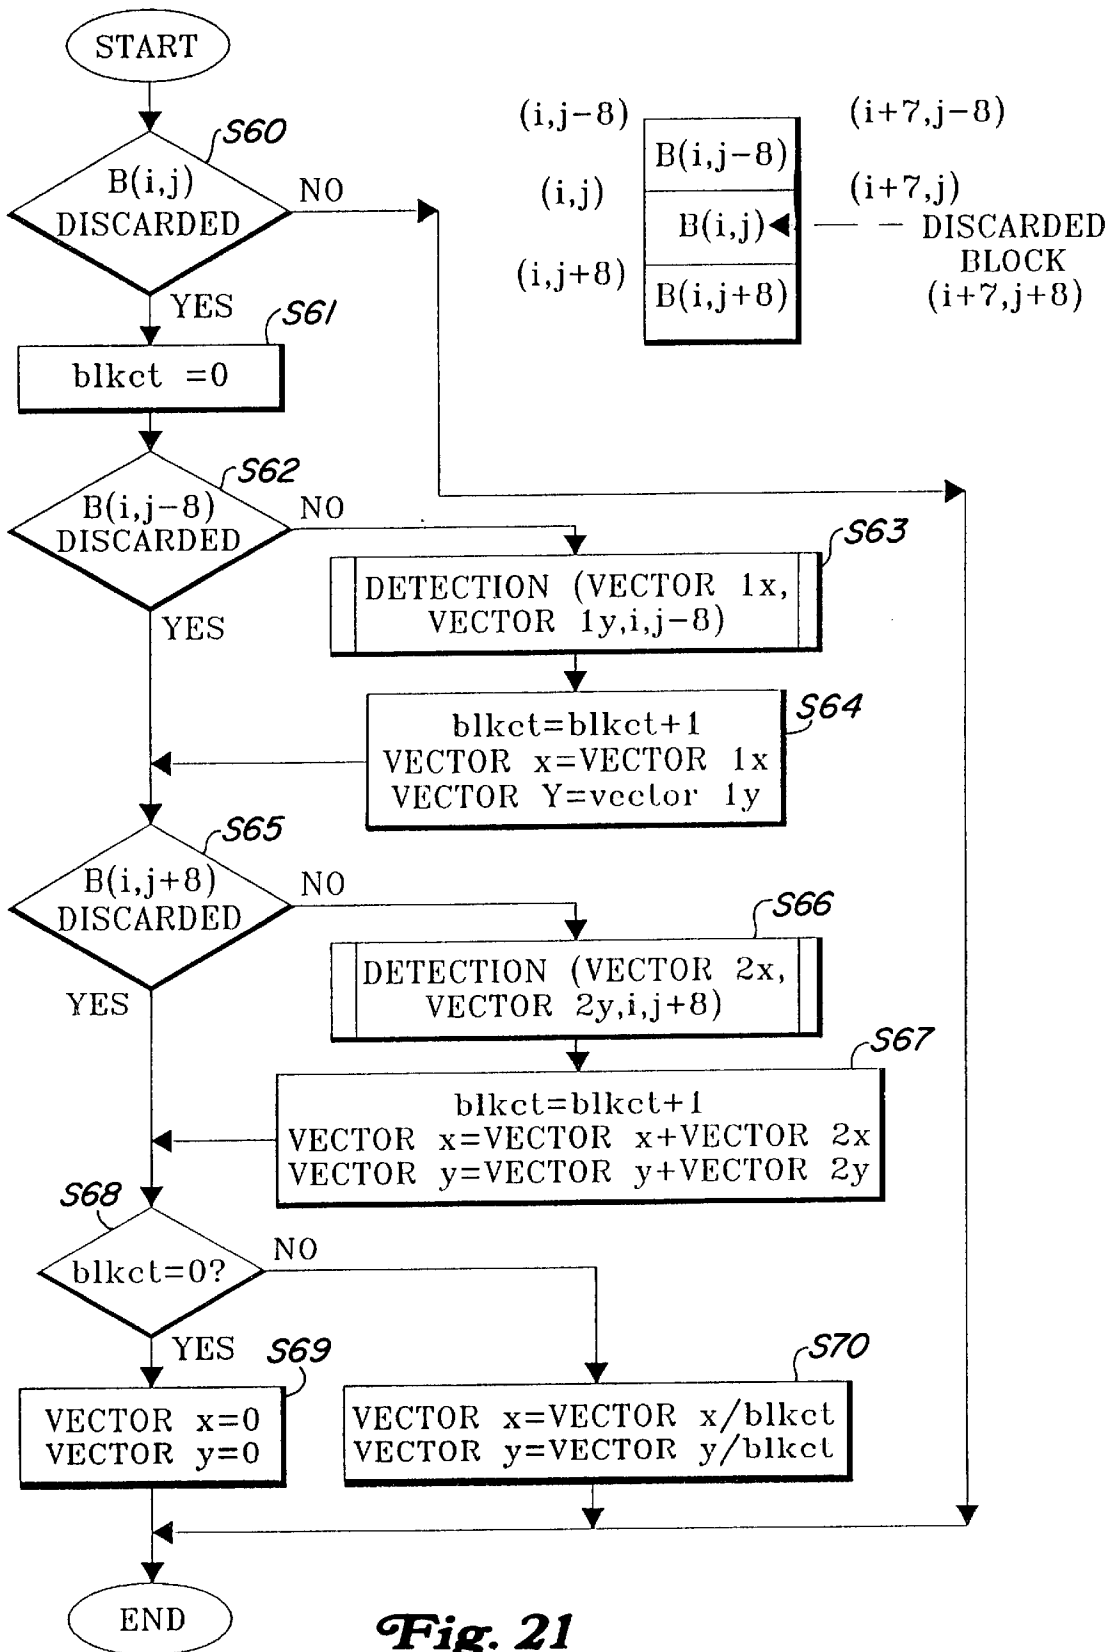 START
S60
B(i,j)
DISCARDED
NO
YES
(i,j-8)
(i+7,j-8)
B(i,j-8)
(i,j)
(i+7,j)
B(i,j)
DISCARDED
BLOCK
(i,j+8)
(i+7,j+8)
B(i,j+8)
S61
blkct =0
S62
B(i,j-8)
DISCARDED
NO
YES
S63
DETECTION (VECTOR 1x,
VECTOR 1y,i,j-8)
S64
blkct=blkct+1
VECTOR x=VECTOR 1x
VECTOR Y=vector 1y
S65
B(i,j+8)
DISCARDED
NO
YES
S66
DETECTION (VECTOR 2x,
VECTOR 2y,i,j+8)
S67
blkct=blkct+1
VECTOR x=VECTOR x+VECTOR 2x
VECTOR y=VECTOR y+VECTOR 2y
S68
blkct=0?
NO
YES
S69
VECTOR x=0
VECTOR y=0
S70
VECTOR x=VECTOR x/blkct
VECTOR y=VECTOR y/blkct
END
Fig. 21